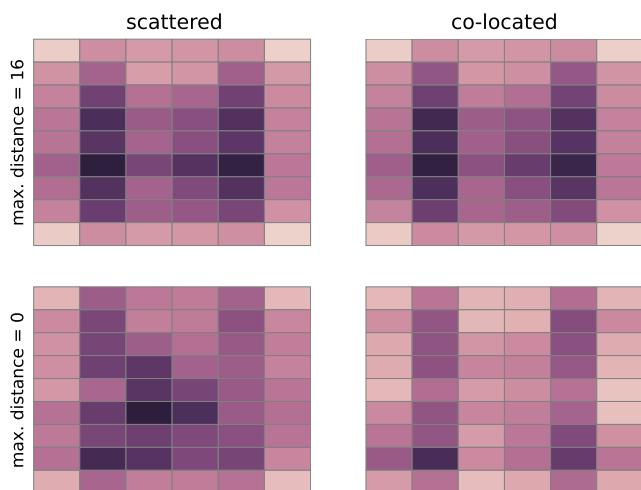 scattered
co-located
max. distance = 16
max. distance = 0